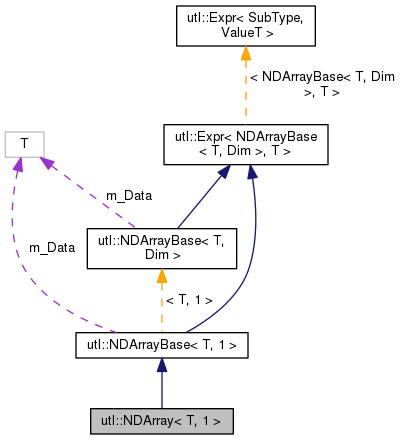 utl::Expr< SubType,
ValueT >
< NDArrayBase< T, Dim
>, T >
utl::Expr< NDArrayBase
< T, Dim >, T >
T
m_Data
m_Data
utl::NDArrayBase< T,
Dim >
< T, 1 >
utl::NDArrayBase< T, 1 >
utl::NDArray< T, 1 >